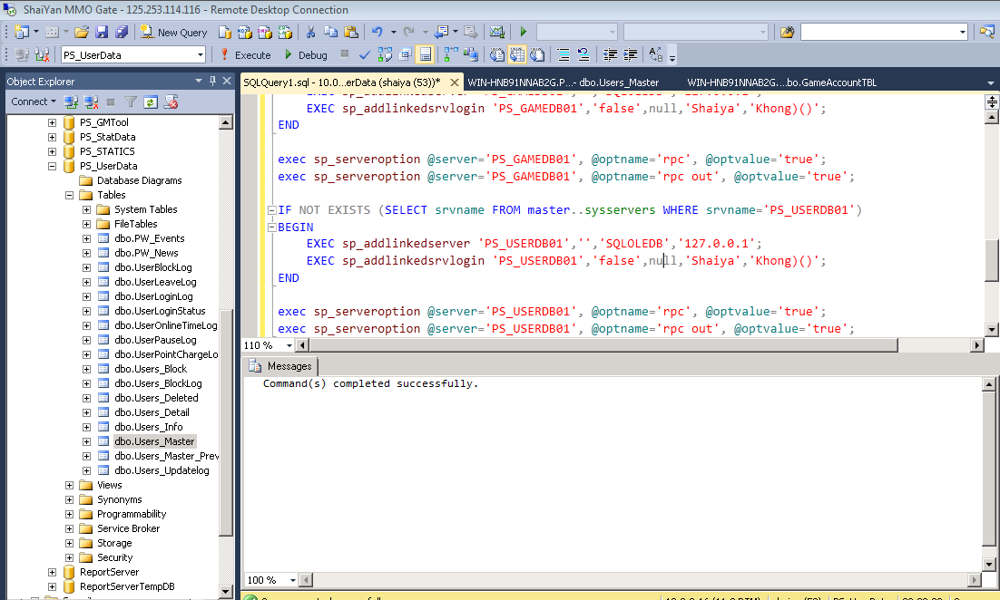 ShaiYan MMO Gate - 125.253.114.116 - Remote Desktop Connection
New Query
PS_UserData
Execute
Debug
Object Explorer
Connect
PS_GMTool
PS_StatData
PS_STATICS
PS_UserData
Database Diagrams
Tables
System Tables
FileTables
dbo.PW_Events
dbo.PW_News
dbo.UserBlockLog
dbo.UserLeaveLog
dbo.UserLoginLog
dbo.UserLoginStatus
dbo.UserOnlineTimeLog
dbo.UserPauseLog
dbo.UserPointChargeLo
dbo.Users_Block
dbo.Users_BlockLog
dbo.Users_Deleted
dbo.Users_Detail
dbo.Users_Info
dbo.Users_Master
dbo.Users_Master_Prev
dbo.Users_Updatelog
Views
Synonyms
Programmability
Service Broker
Storage
Security
ReportServer
ReportServerTempDB
SQLQuery1.sql - 10.0...erData (shaiya (53))*
WIN-HNB91NNAB2G.P...- dbo.Users_Master
WIN-HNB91NNAB2G....bo.GameAccountTBL
EXEC sp_addlinkedsrvlogin 'PS_GAMEDB01','false',null,'Shaiya','Khong)()';
END
exec sp_serveroption @server='PS_GAMEDB01', @optname='rpc', @optvalue='true';
exec sp_serveroption @server='PS_GAMEDB01', @optname='rpc out', @optvalue='true';
IF NOT EXISTS (SELECT srvname FROM master..sysservers WHERE srvname='PS_USERDB01')
BEGIN
EXEC sp_addlinkedserver 'PS_USERDB01','','SQLOLEDB','127.0.0.1';
EXEC sp_addlinkedsrvlogin 'PS_USERDB01','false',null,'Shaiya','Khong)()';
END
exec sp_serveroption @server='PS_USERDB01', @optname='rpc', @optvalue='true';
exec sp_serveroption @server='PS_USERDB01', @optname='rpc out', @optvalue='true';
110 %
Messages
Command(s) completed successfully.
100 %